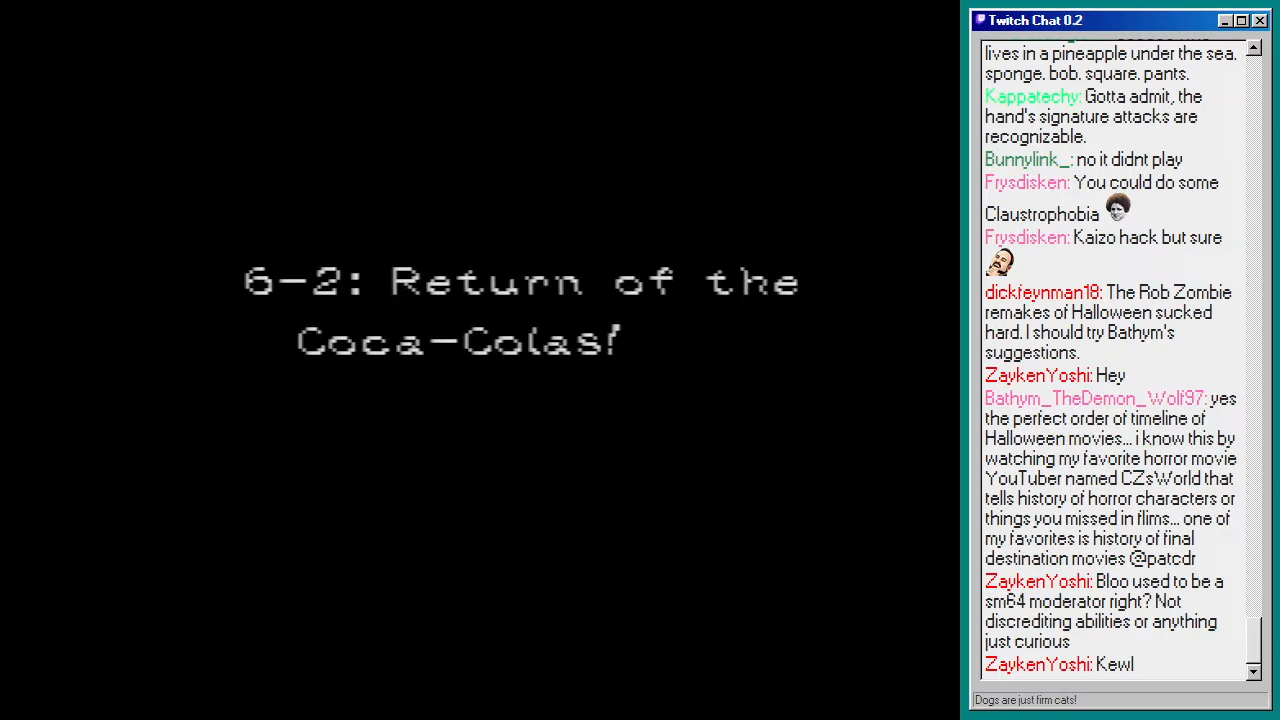 6-2: Return of the
Coca-Colas!
Twitch Chat 0.2
lives in a pineapple under the sea.
sponge. bob. square. pants.
Kappatechy: Gotta admit, the
hand's signature attacks are
recognizable.
Bunnylink_: no it didnt play
Frysdisken: You could do some
Claustrophobia
Frysdisken: Kaizo hack but sure
dickfeynman18: The Rob Zombie
remakes of Halloween sucked
hard. I should try Bathym's
suggestions.
ZaykenYoshi: Hey
Bathym_TheDemon_Wolf97: yes
the perfect order of timeline of
Halloween movies... i know this by
watching my favorite horror movie
YouTuber named CZsWorld that
tells history of horror characters or
things you missed in flims... one of
my favorites is history of final
destination movies @patcdr
ZaykenYoshi: Bloo used to be a
sm64 moderator right? Not
discrediting abilities or anything
just curious
ZaykenYoshi: Kewl
Dogs are just firm cats!